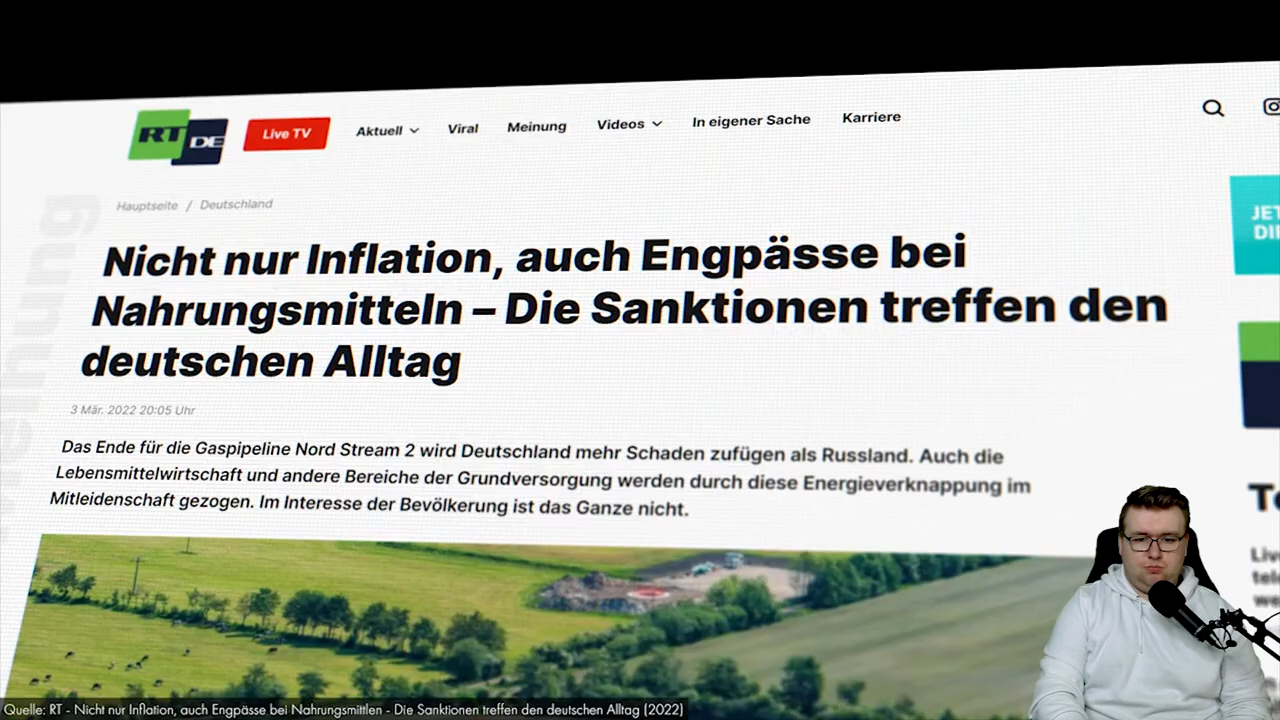 RT DE
Live TV
Aktuell
Viral
Meinung
Videos
In eigener Sache
Karriere
Hauptseite / Deutschland
Nicht nur Inflation, auch Engpässe bei
Nahrungsmitteln – Die Sanktionen treffen den
deutschen Alltag
3 Mär. 2022 20:05 Uhr
Das Ende für die Gaspipeline Nord Stream 2 wird Deutschland mehr Schaden zufügen als Russland. Auch die
Lebensmittelwirtschaft und andere Bereiche der Grundversorgung werden durch diese Energieverknappung im
Mitleidenschaft gezogen. Im Interesse der Bevölkerung ist das Ganze nicht.
Quelle: RT - Nicht nur Inflation, auch Engpässe bei Nahrungsmittlen - Die Sanktionen treffen den deutschen Alltag (2022)